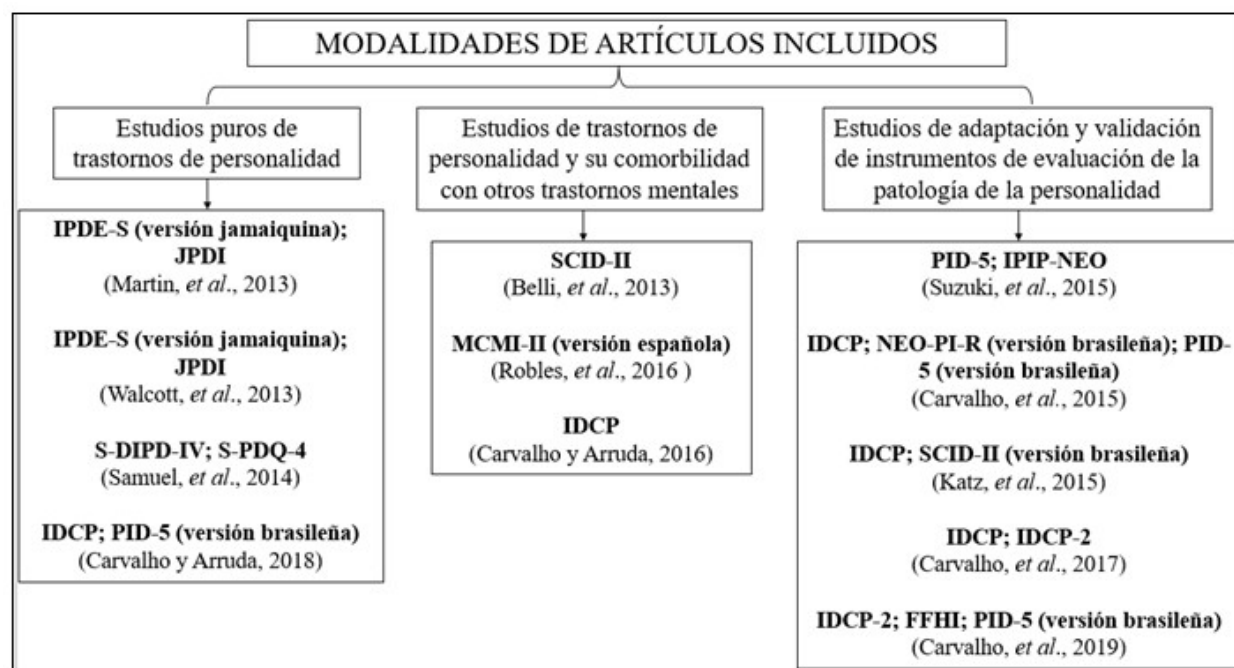 MODALIDADES DE ARTÍCULOS INCLUIDOS
Estudios puros de
trastornos de personalidad
IPDE-S (versión jamaiquina);
JPDI
(Martin, et al., 2013)
IPDE-S (versión jamaiquina);
JPDI
(Walcott, et al., 2013)
S-DIPD-IV; S-PDQ-4
(Samuel, et al., 2014)
IDCP; PID-5 (versión brasileña)
(Carvalho y Arruda, 2018)
Estudios de trastornos de
personalidad y su comorbilidad
con otros trastornos mentales
SCID-II
(Belli, et al., 2013)
MCMI-II (versión española)
(Robles, et al., 2016 )
IDCP
(Carvalho y Arruda, 2016)
Estudios de adaptación y validación
de instrumentos de evaluación de la
patología de la personalidad
PID-5; IPIP-NEO
(Suzuki, et al., 2015)
IDCP; NEO-PI-R (versión brasileña); PID-
5 (versión brasileña)
(Carvalho, et al., 2015)
IDCP; SCID-II (versión brasileña)
(Katz, et al., 2015)
IDCP; IDCP-2
(Carvalho, et al., 2017)
IDCP-2; FFHI; PID-5 (versión brasileña)
(Carvalho, et al., 2019)